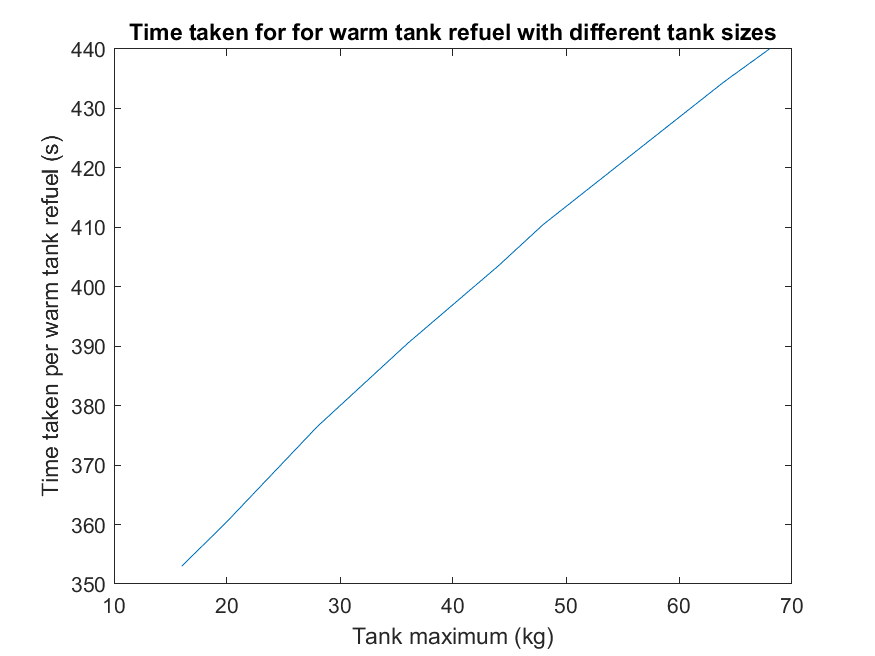 Time taken for for warm tank refuel with different tank sizes
Time taken per warm tank refuel (s)
440
430
420
410
400
390
380
370
360
350
10 20 30 40 50 60 70
Tank maximum (kg)